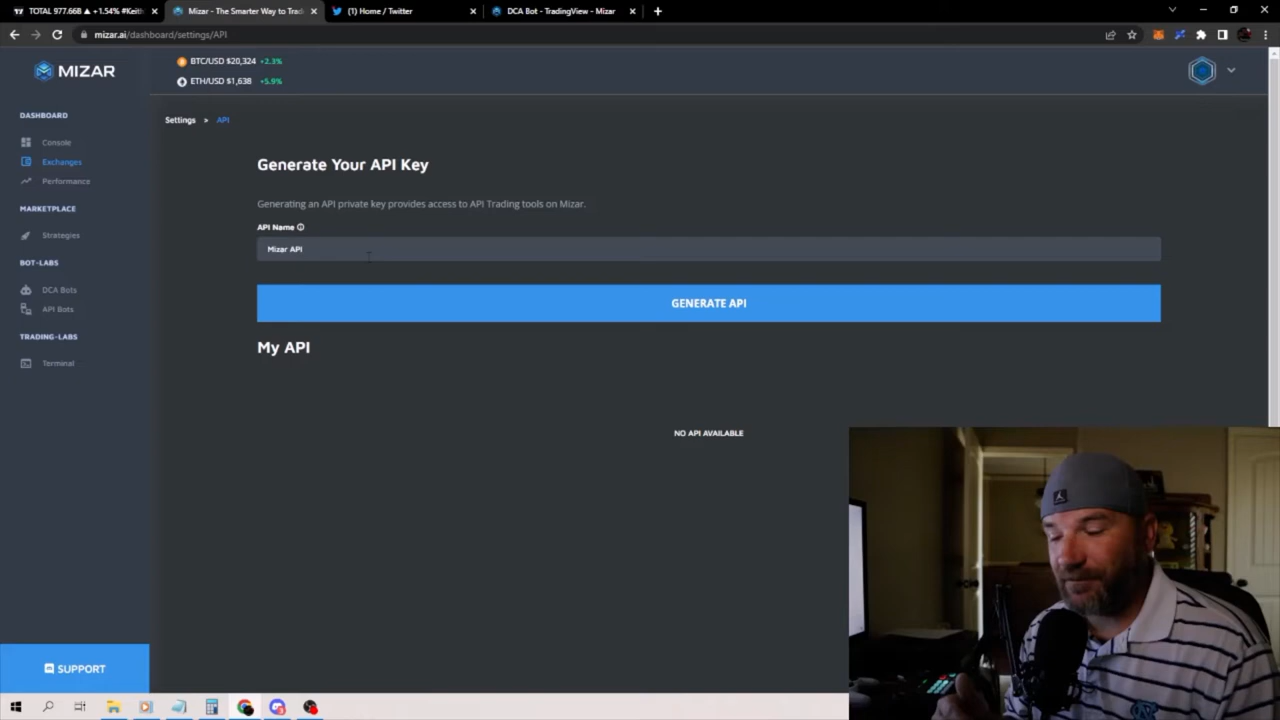 TOTAL 977.66B ▲ +1.54% #Keith
Mizar - The Smarter Way to Trad
(1) Home / Twitter
DCA Bot - TradingView - Mizar
mizar.ai/dashboard/settings/API
MIZAR
BTC/USD $20,324 +2.3%
ETH/USD $1,638 +5.9%
DASHBOARD
Console
Exchanges
Performance
MARKETPLACE
Strategies
BOT-LABS
DCA Bots
API Bots
TRADING-LABS
Terminal
SUPPORT
Settings > API
Generate Your API Key
Generating an API private key provides access to API Trading tools on Mizar.
API Name
Mizar API
GENERATE API
My API
NO API AVAILABLE